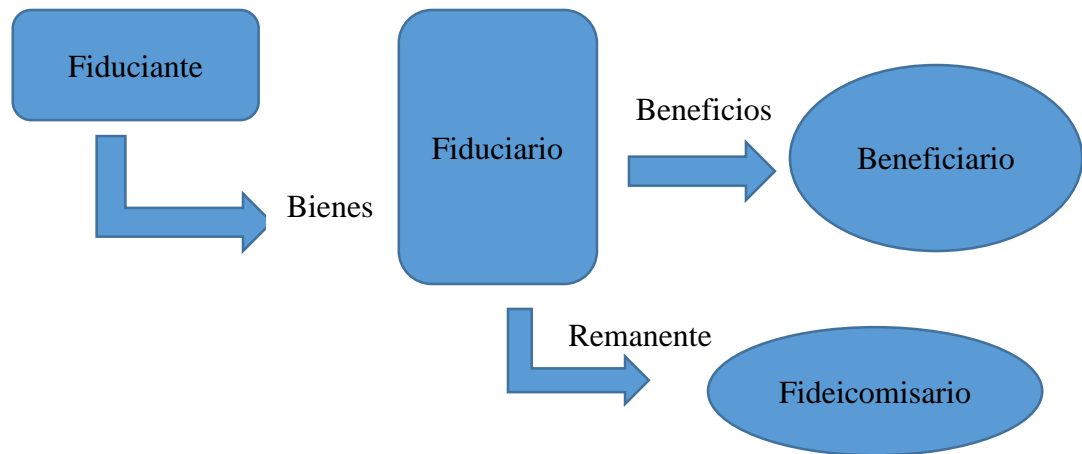 Fiduciante
Bienes
Fiduciario
Beneficios
Beneficiario
Remanente
Fideicomisario